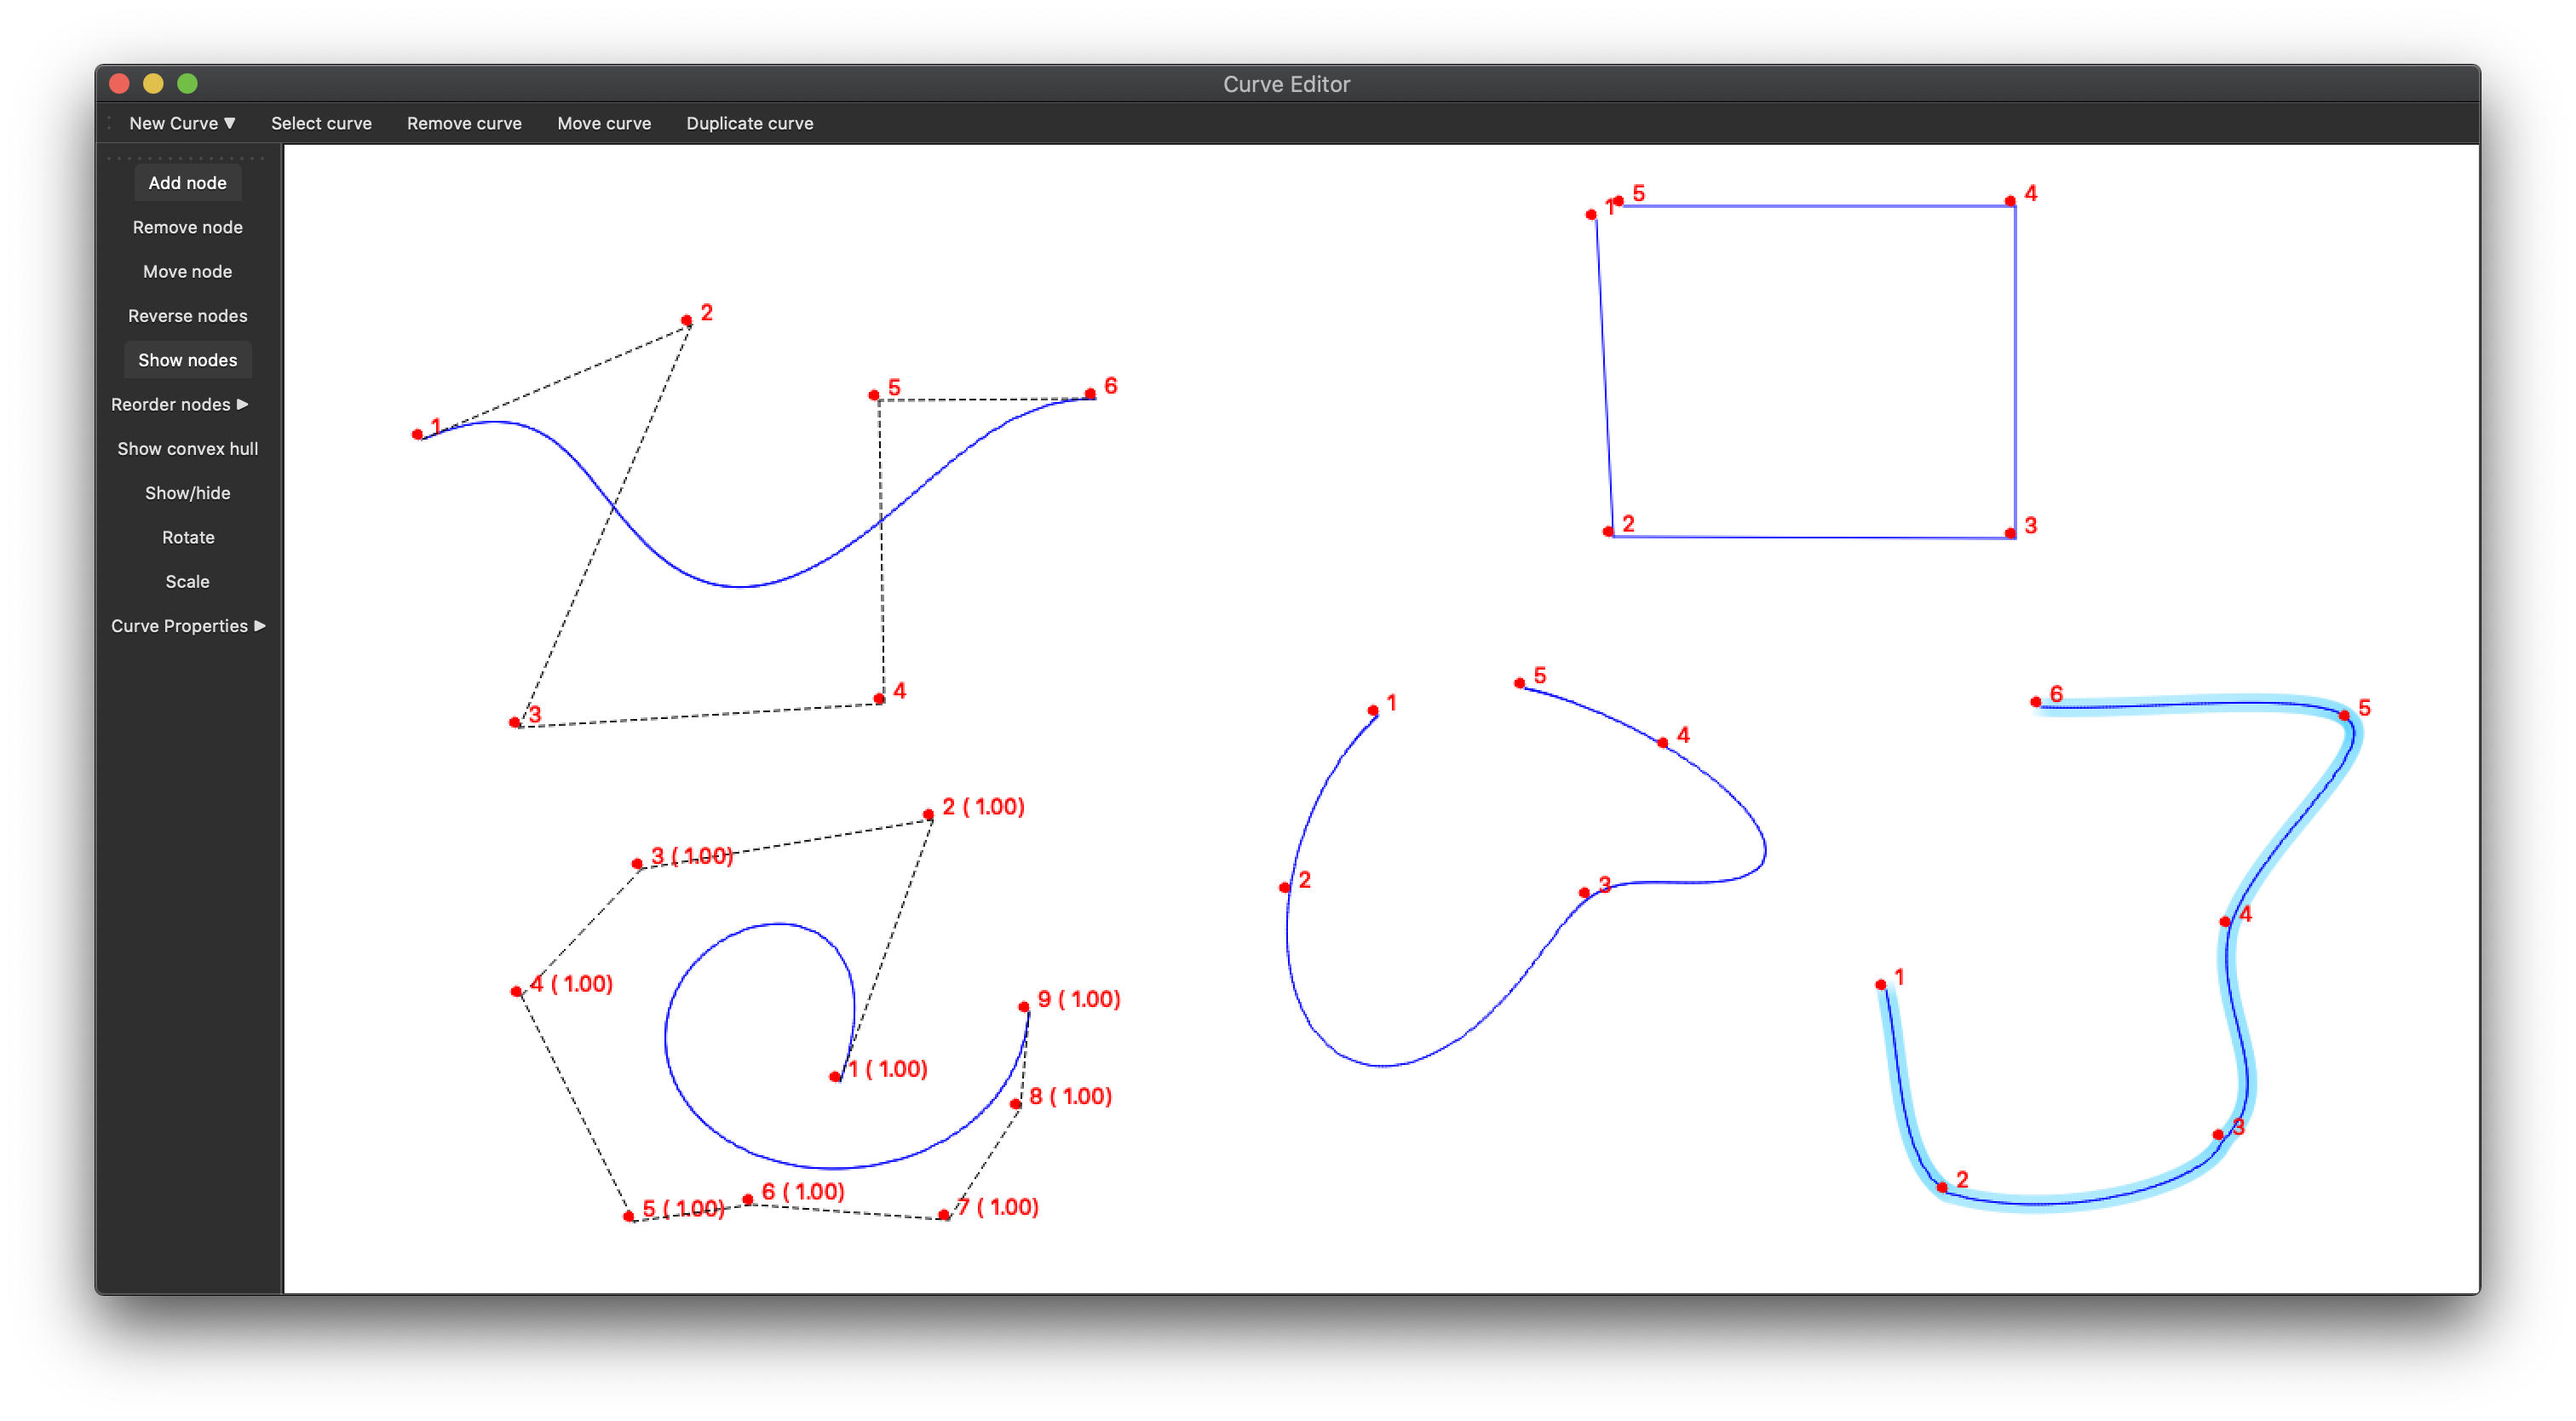 Curve Editor
New Curve ▼ Select curve Remove curve Move curve Duplicate curve
Add node
Remove node
Move node
Reverse nodes
Show nodes
Reorder nodes ▶
Show convex hull
Show/hide
Rotate
Scale
Curve Properties ▶
1
2
3
4
5
6
1
2
3
4
5
1 ( 1.00)
2 ( 1.00)
3 ( 1.00)
4 ( 1.00)
5 ( 1.00)
6 ( 1.00)
7 ( 1.00)
8 ( 1.00)
9 ( 1.00)
1
2
3
4
5
1
2
3
4
5
6